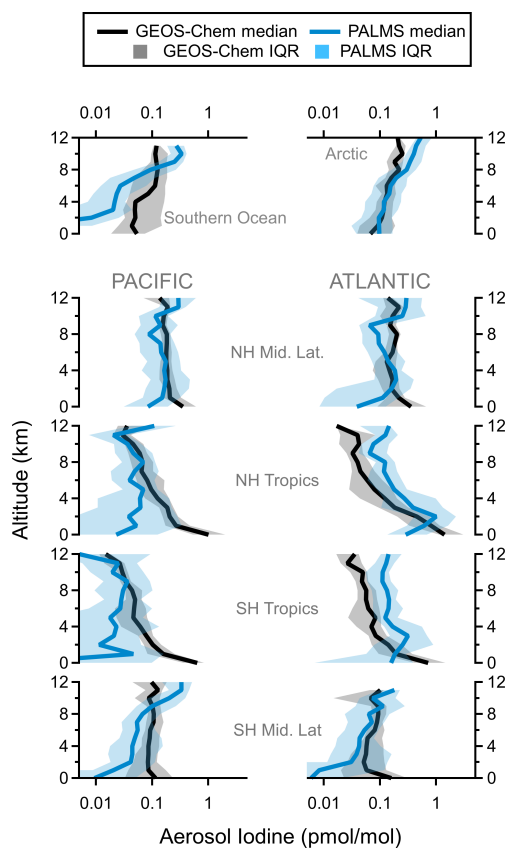 GEOS-Chem median PALMS median
GEOS-Chem IQR PALMS IQR
0.01 0.1 1 0.01 0.1 1
12 12
8 Arctic 8
4 4
Southern Ocean
0 0
PACIFIC ATLANTIC
12 12
8 8
NH Mid. Lat.
4 4
0 0
12 12
8 8
NH Tropics
4 4
0 0
12 12
8 8
SH Tropics
4 4
0 0
12 12
8 8
SH Mid. Lat
4 4
0 0
0.01 0.1 1 0.01 0.1 1
Altitude (km)
Aerosol Iodine (pmol/mol)